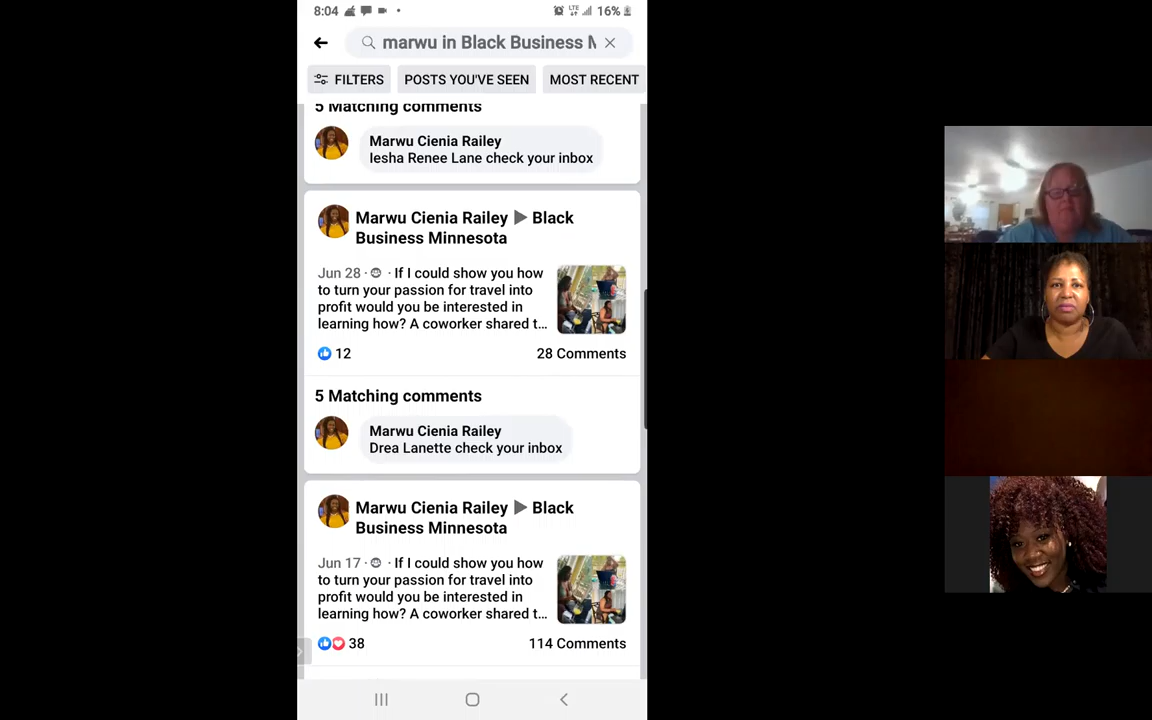 8:04
LTE
16%
marwu in Black Business M
FILTERS
POSTS YOU'VE SEEN
MOST RECENT
5 Matching comments
Marwu Cienia Railey
Iesha Renee Lane check your inbox
Marwu Cienia Railey ▶ Black
Business Minnesota
Jun 28 · · If I could show you how
to turn your passion for travel into
profit would you be interested in
learning how? A coworker shared t...
12
28 Comments
5 Matching comments
Marwu Cienia Railey
Drea Lanette check your inbox
Marwu Cienia Railey ▶ Black
Business Minnesota
Jun 17 · · If I could show you how
to turn your passion for travel into
profit would you be interested in
learning how? A coworker shared t...
38
114 Comments